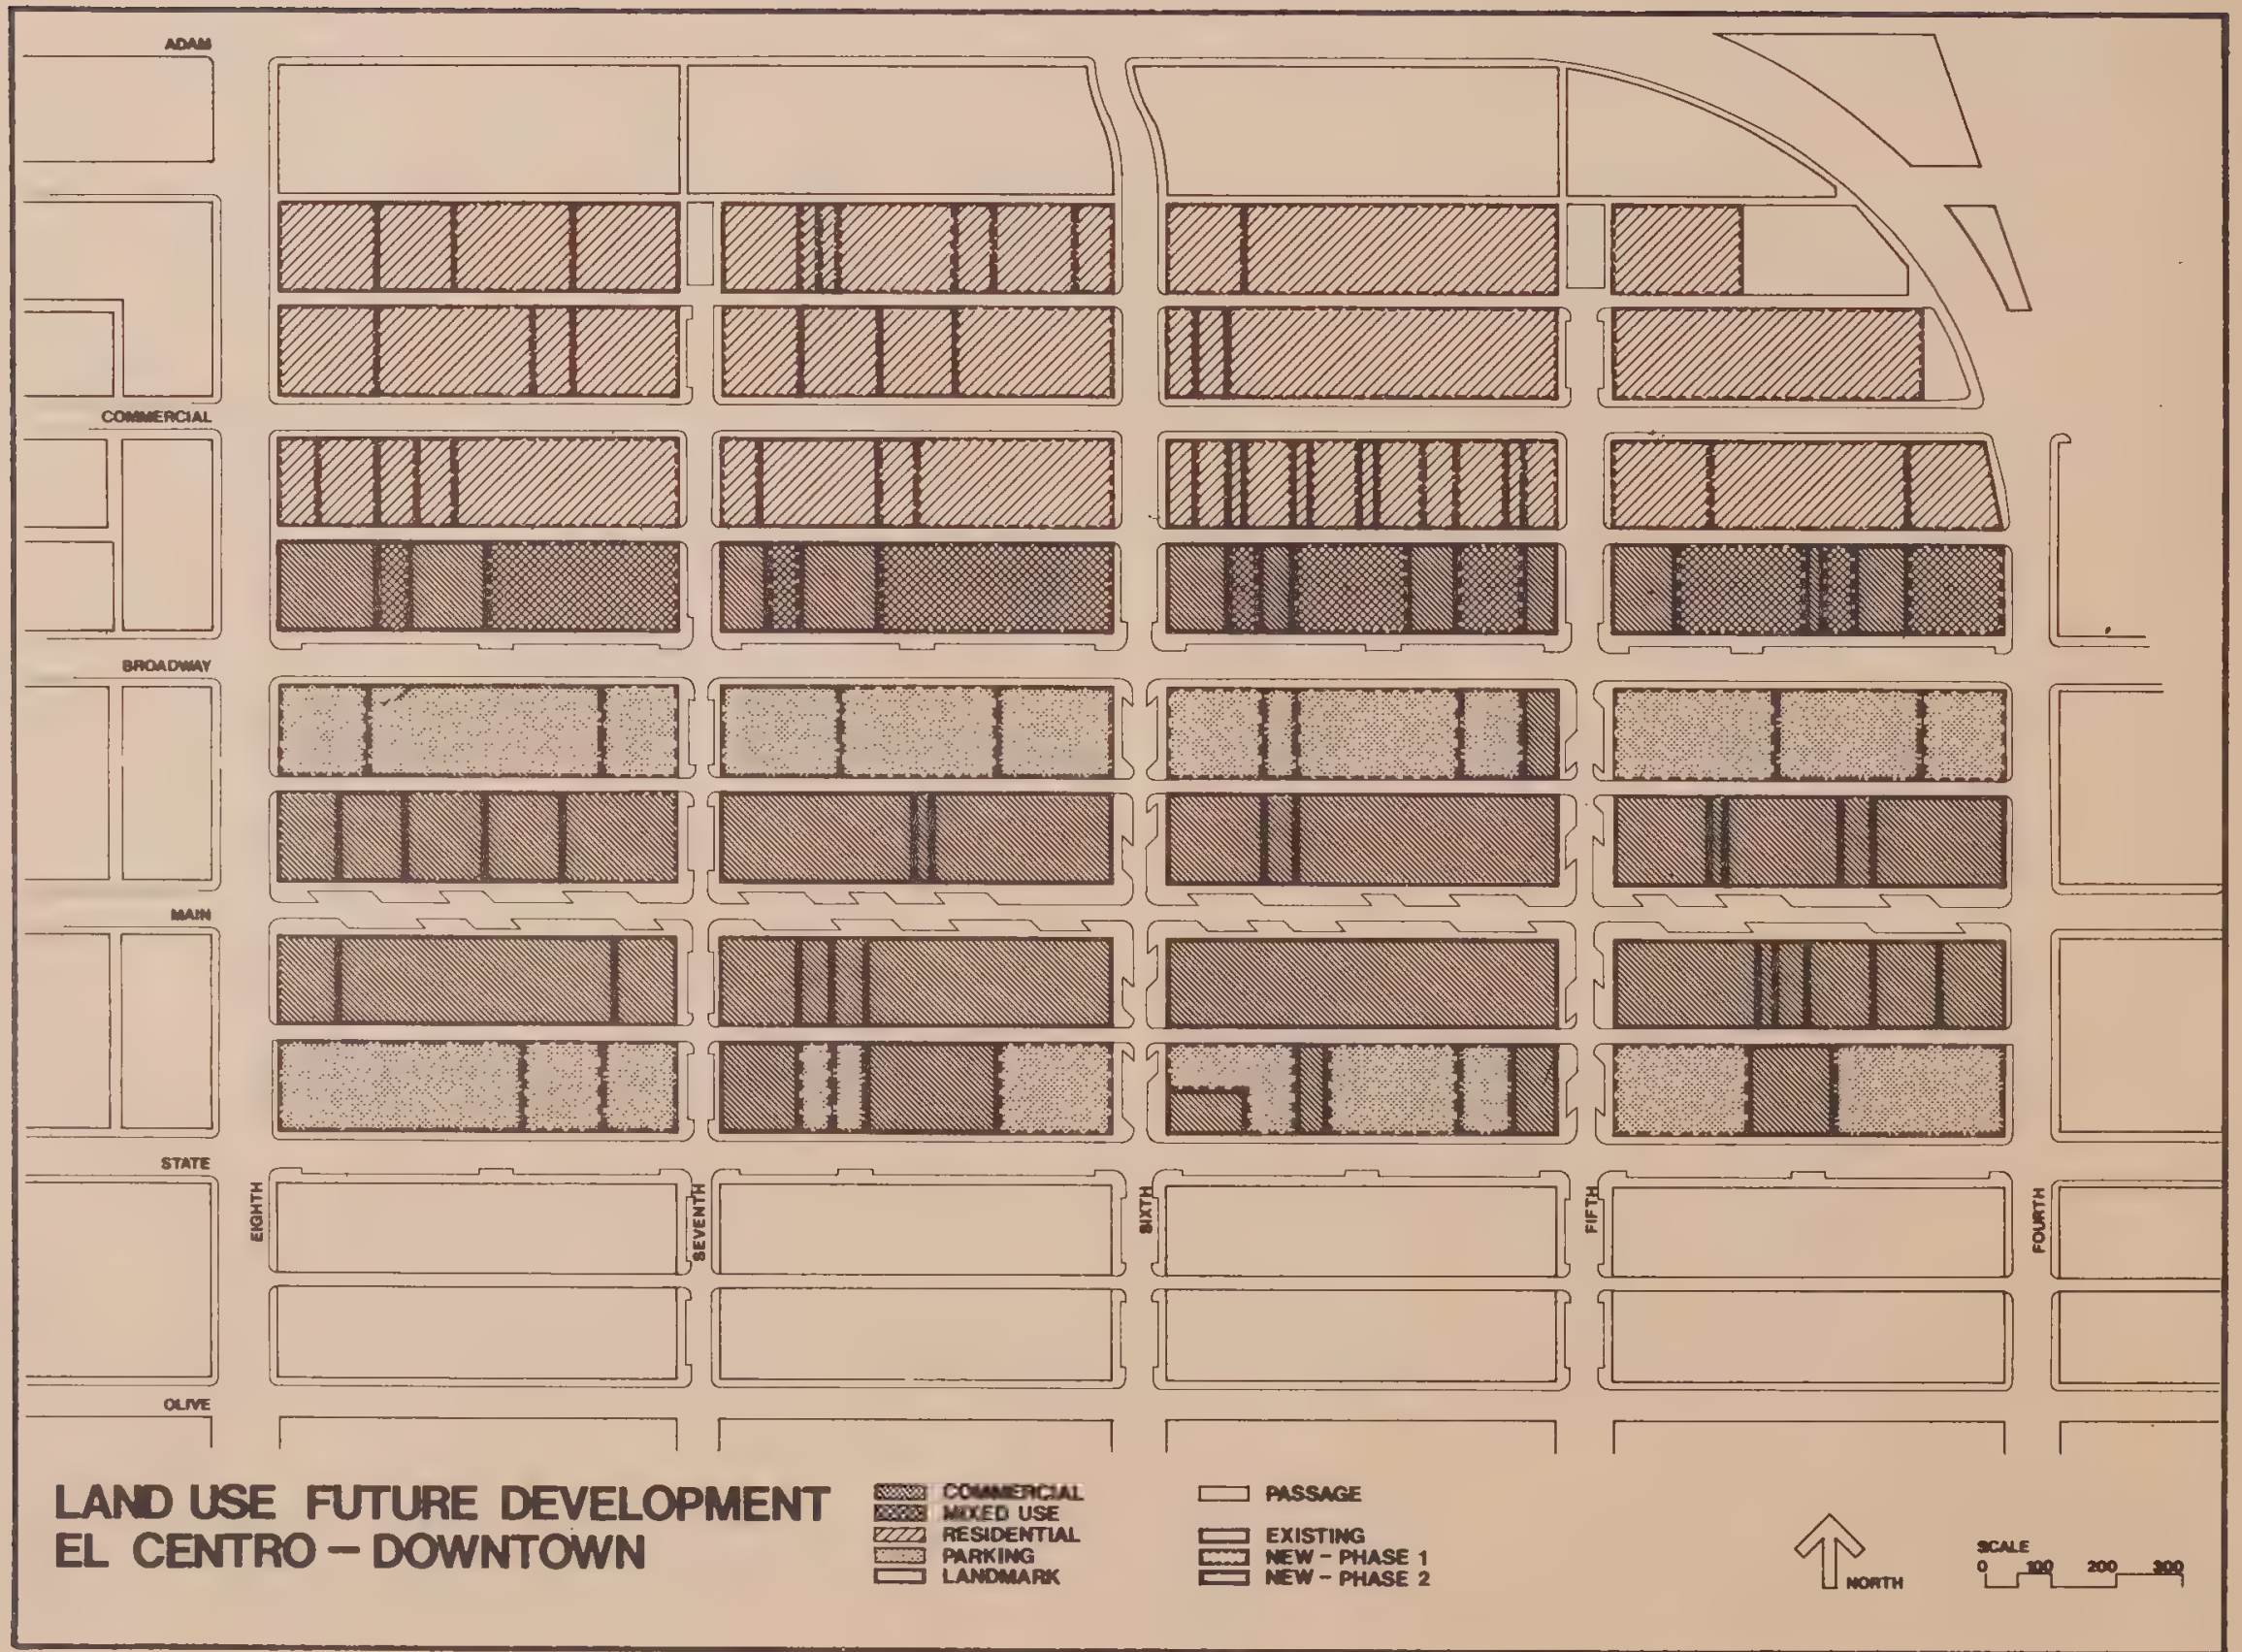 ADAM
COMMERCIAL
BROADWAY
MAIN
STATE
EIGHTH
SEVENTH
SIXTH
FIFTH
FOURTH
OLIVE
LAND USE FUTURE DEVELOPMENT
EL CENTRO – DOWNTOWN
COMMERCIAL
MIXED USE
RESIDENTIAL
PARKING
LANDMARK
PASSAGE
EXISTING
NEW – PHASE 1
NEW – PHASE 2
NORTH
SCALE
0 100 200 300